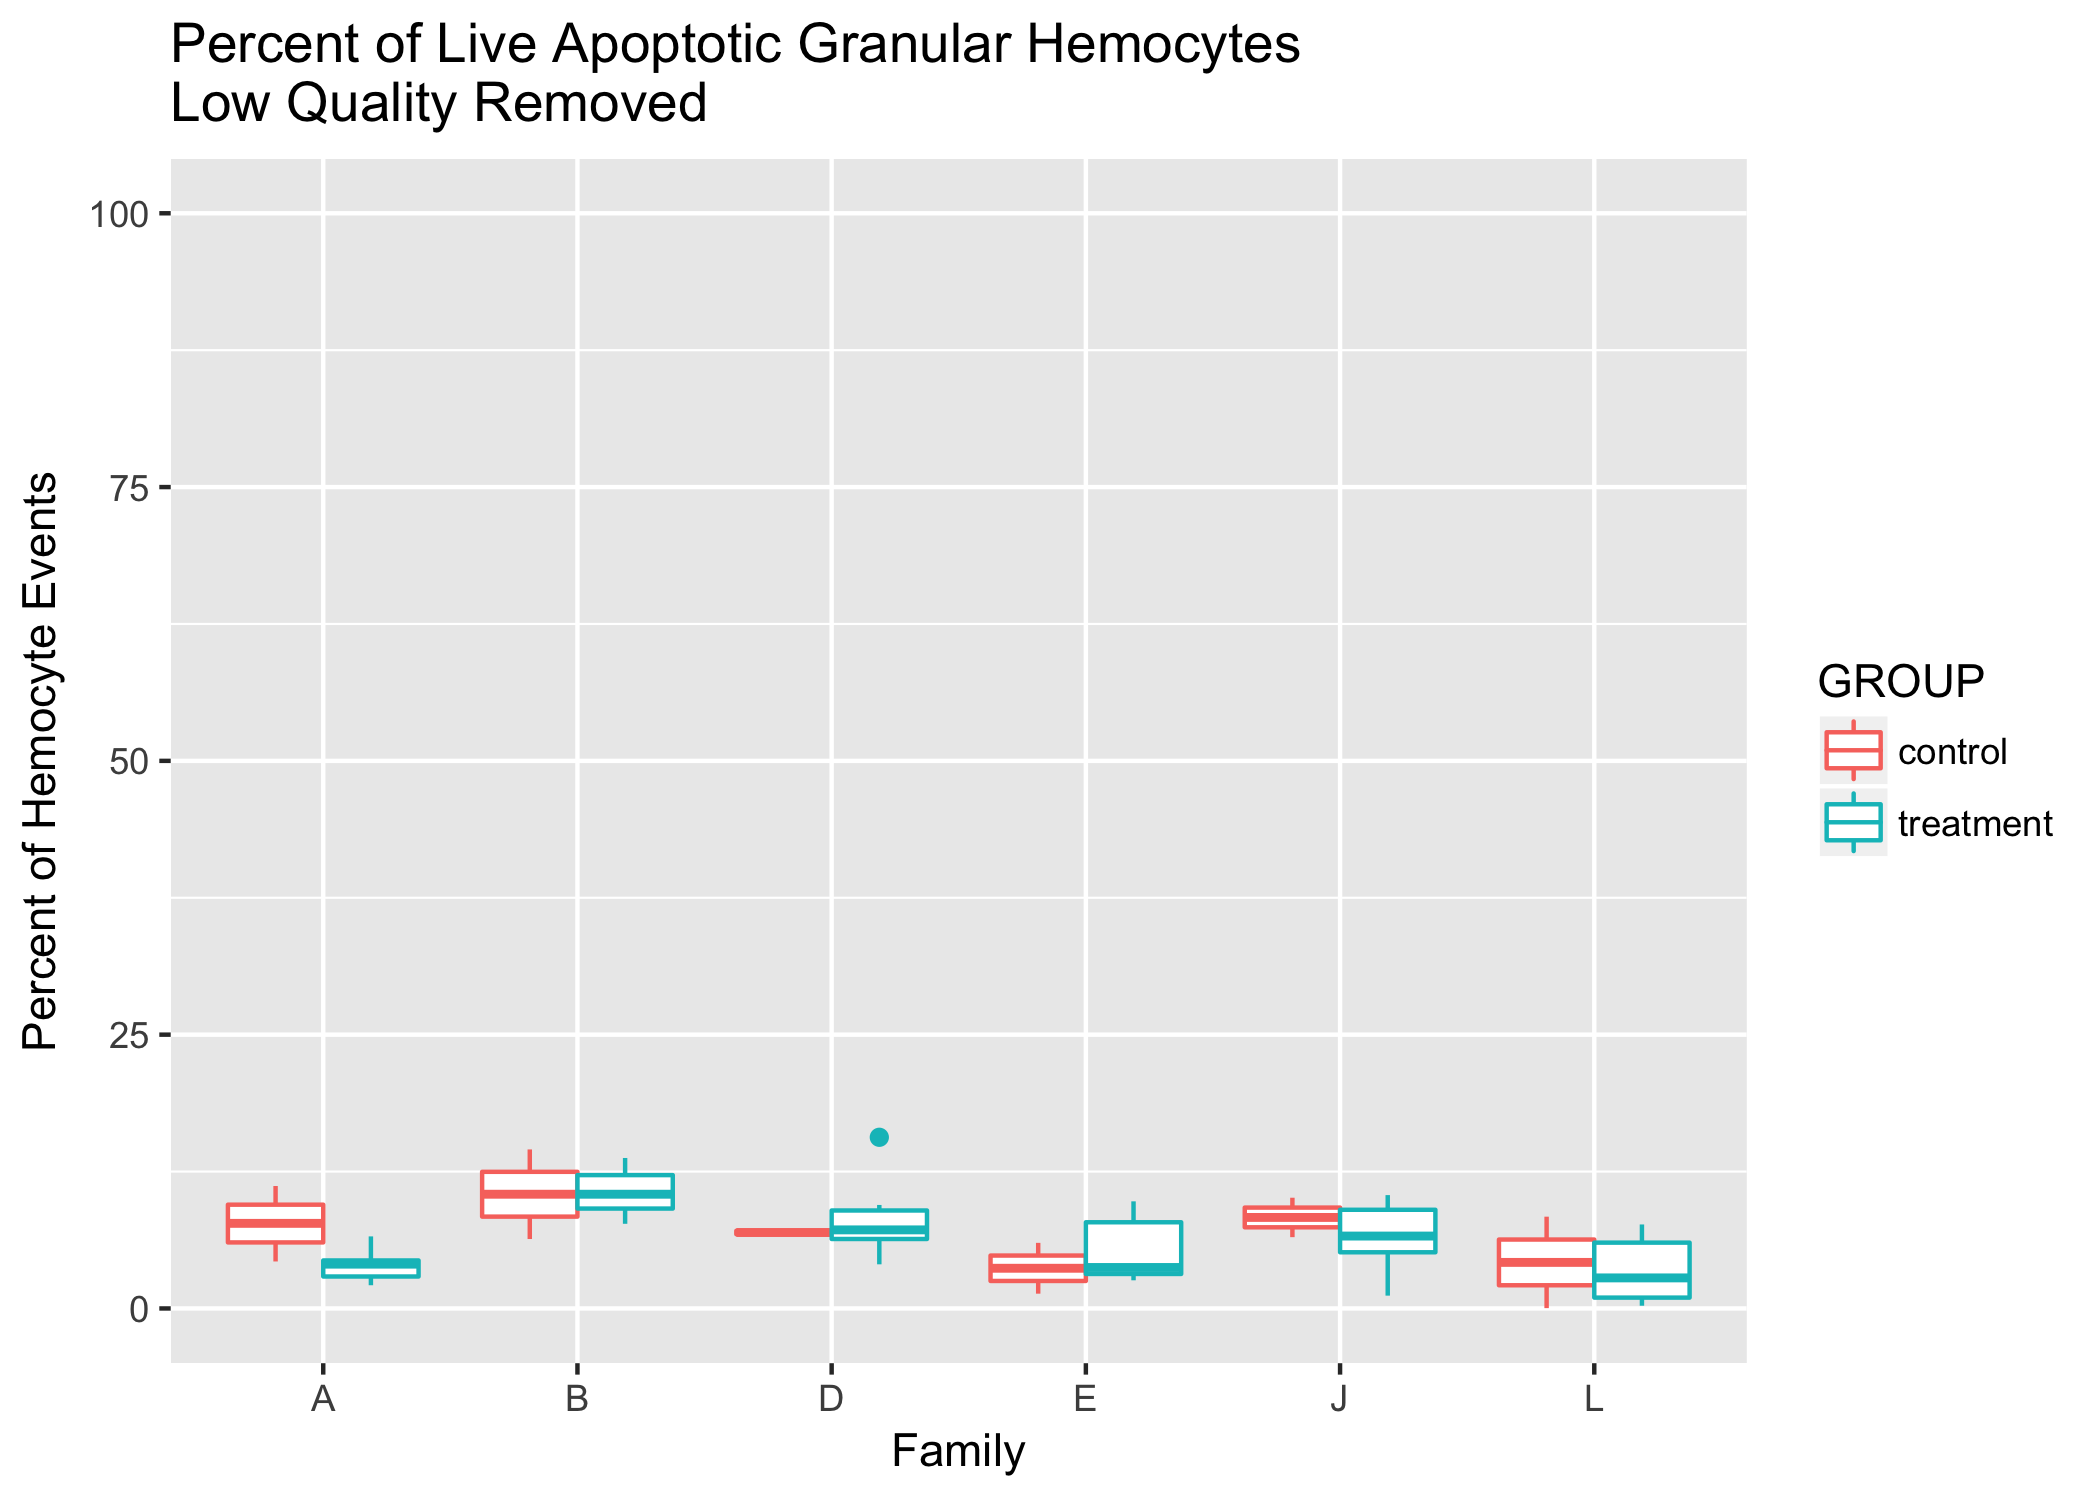 Percent of Live Apoptotic Granular Hemocytes
Low Quality Removed
Percent of Hemocyte Events
100
75
50
25
0
A
B
D
E
J
L
Family
GROUP
control
treatment